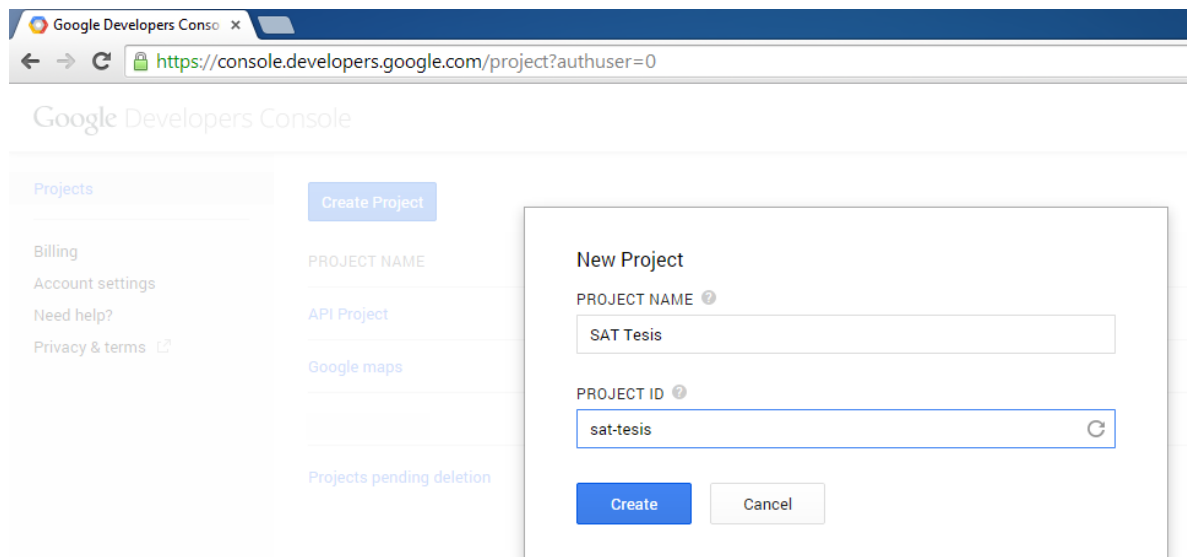 Google Developers Conso
https://console.developers.google.com/project?authuser=0
Google Developers Console
Projects
Billing
Account settings
Need help?
Privacy & terms
Create Project
PROJECT NAME
API Project
Google maps
Projects pending deletion
New Project
PROJECT NAME
SAT Tesis
PROJECT ID
sat-tesis
Create Cancel